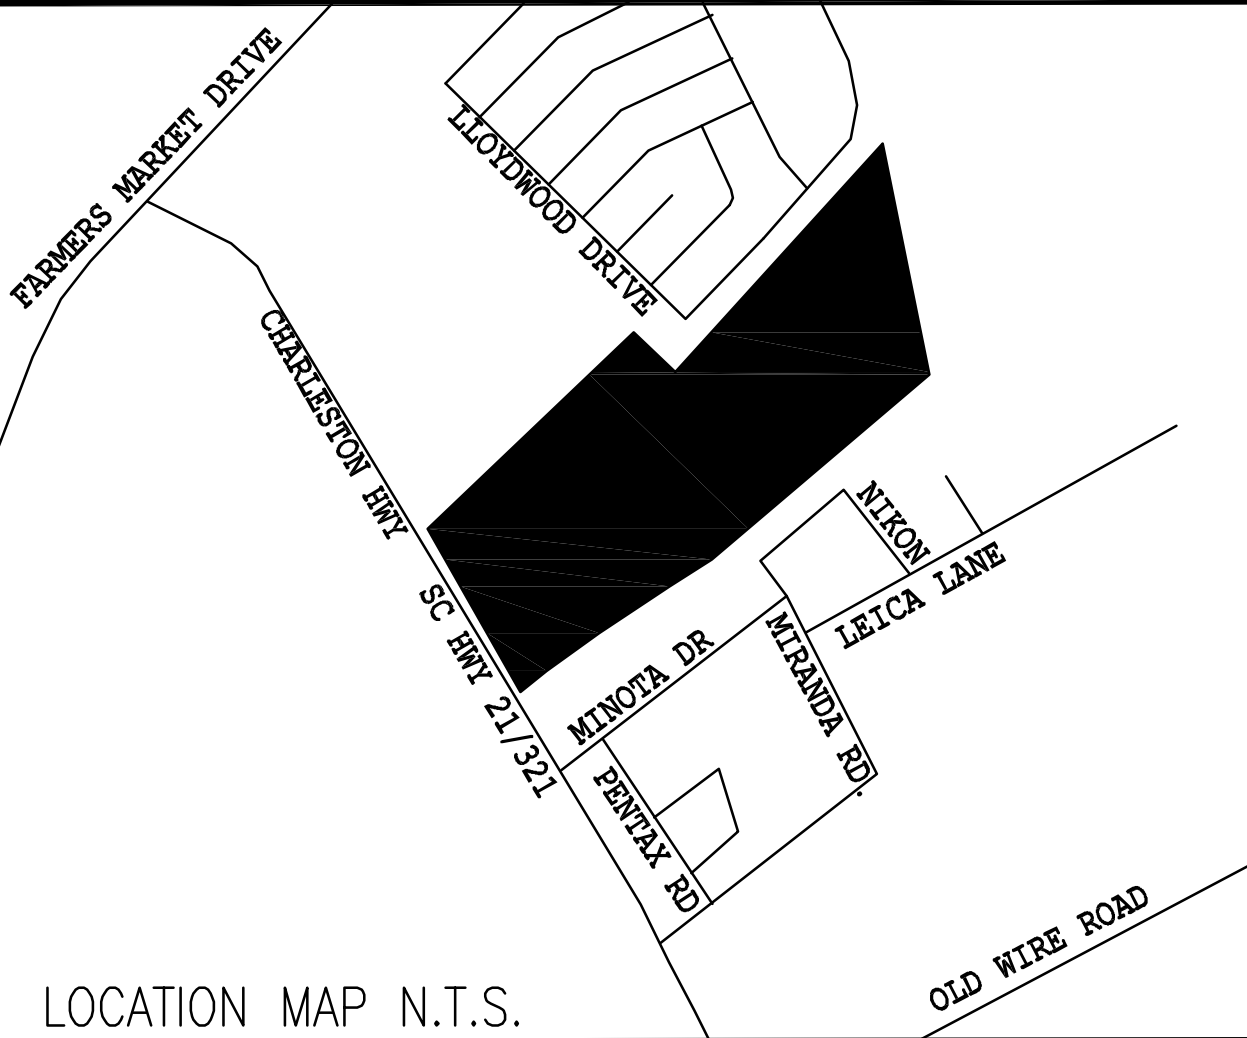 FARMERS MARKET DRIVE
LLOYDWOOD DRIVE
CHARLESTON HWY
SC HWY 21/321
NIKON
LEICA LANE
MINOTA DR
MIRANDA RD.
PENTAX RD
OLD WIRE ROAD
LOCATION MAP N.T.S.